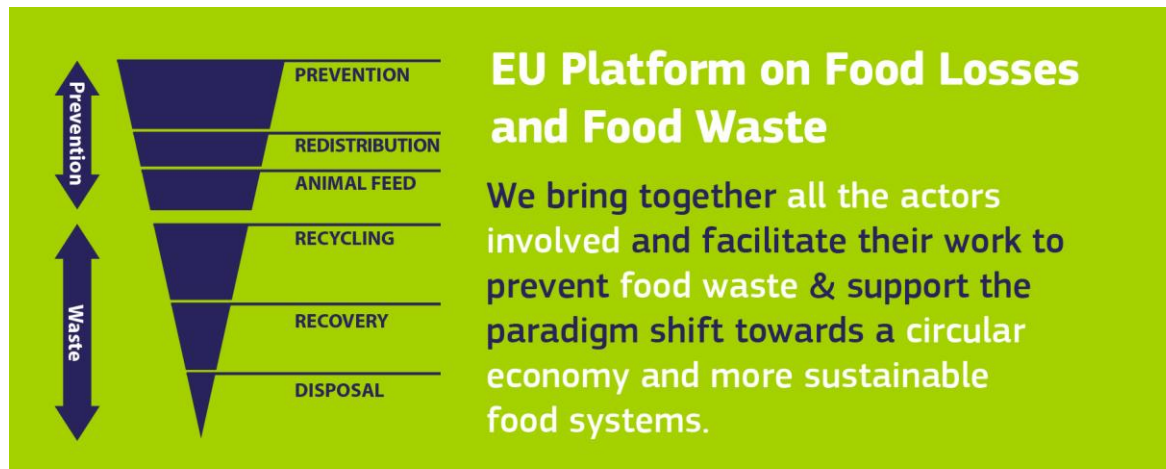 Prevention
Waste
PREVENTION
REDISTRIBUTION
ANIMAL FEED
RECYCLING
RECOVERY
DISPOSAL
EU Platform on Food Losses
and Food Waste
We bring together all the actors
involved and facilitate their work to
prevent food waste & support the
paradigm shift towards a circular
economy and more sustainable
food systems.